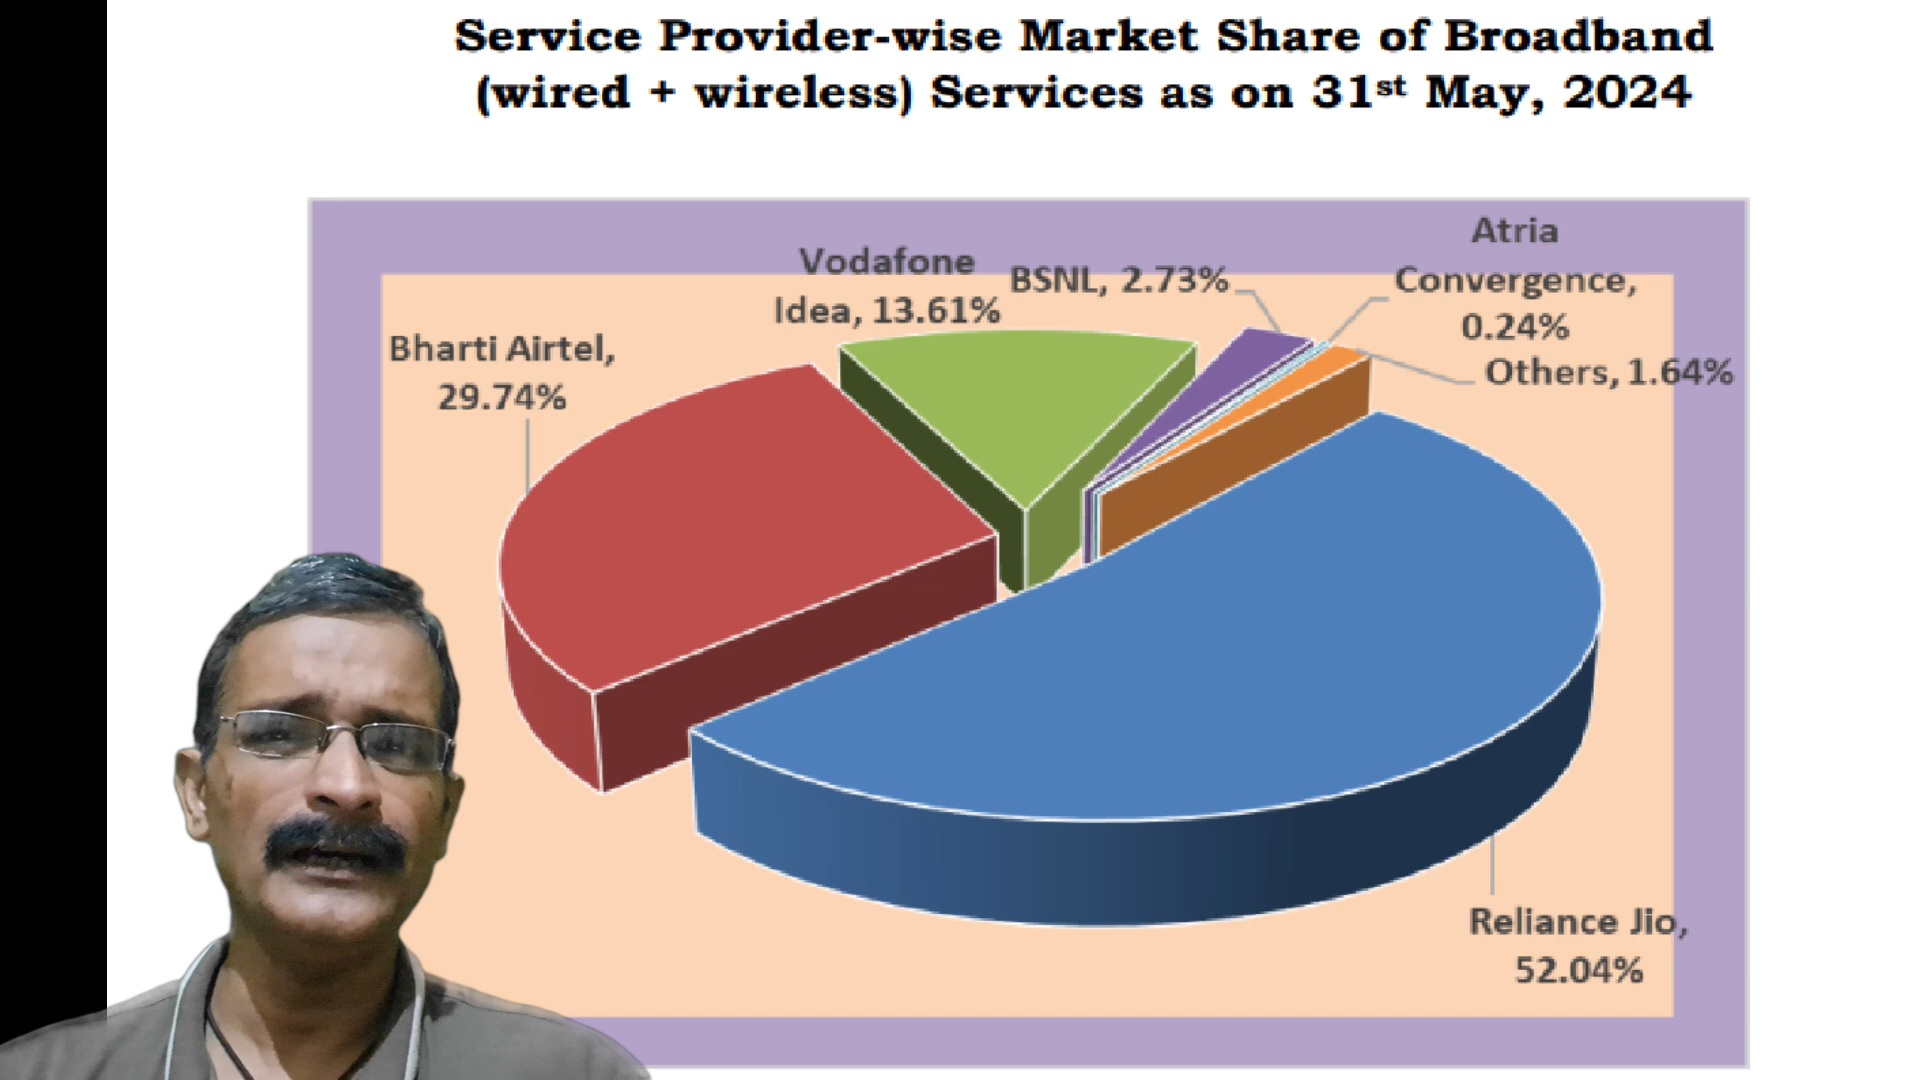 Service Provider-wise Market Share of Broadband
(wired + wireless) Services as on 31st May, 2024
Bharti Airtel,
29.74%
Vodafone
Idea, 13.61%
BSNL, 2.73%
Atria
Convergence,
0.24%
Others, 1.64%
Reliance Jio,
52.04%